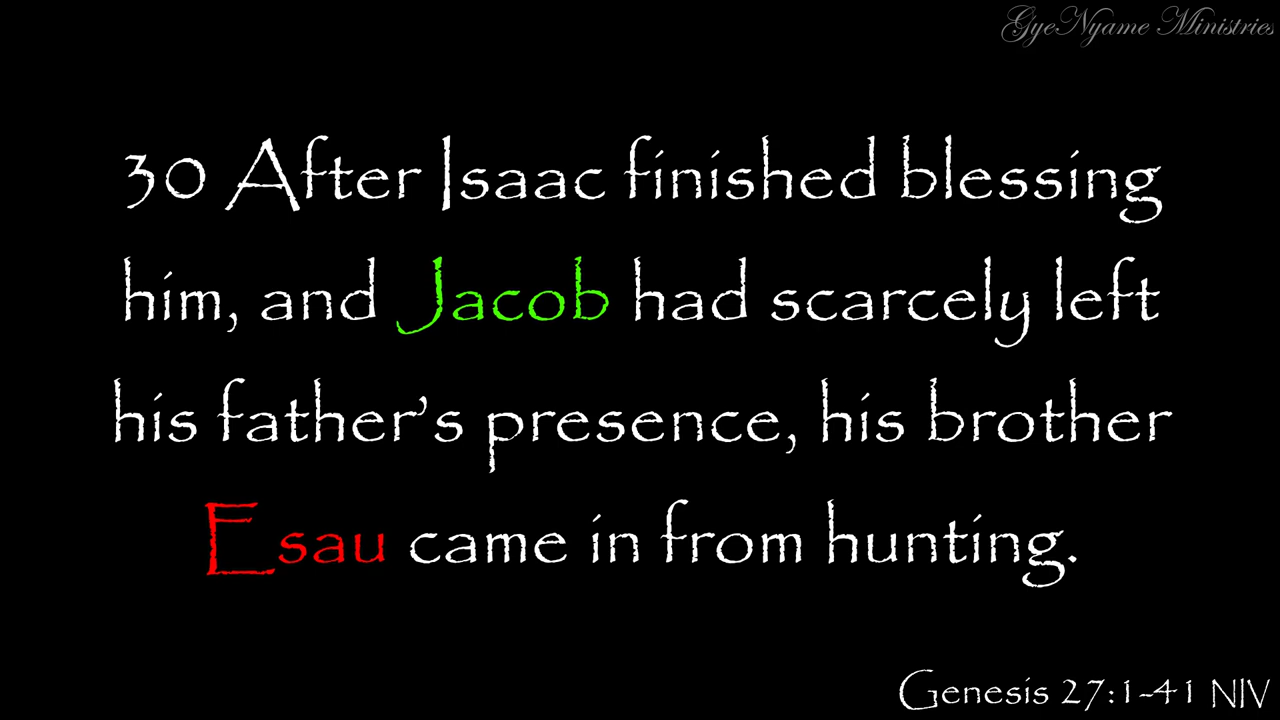 GyeNyame Ministries
30 After Isaac finished blessing
him, and Jacob had scarcely left
his father’s presence, his brother
Esau came in from hunting.
Genesis 27:1-41 NIV